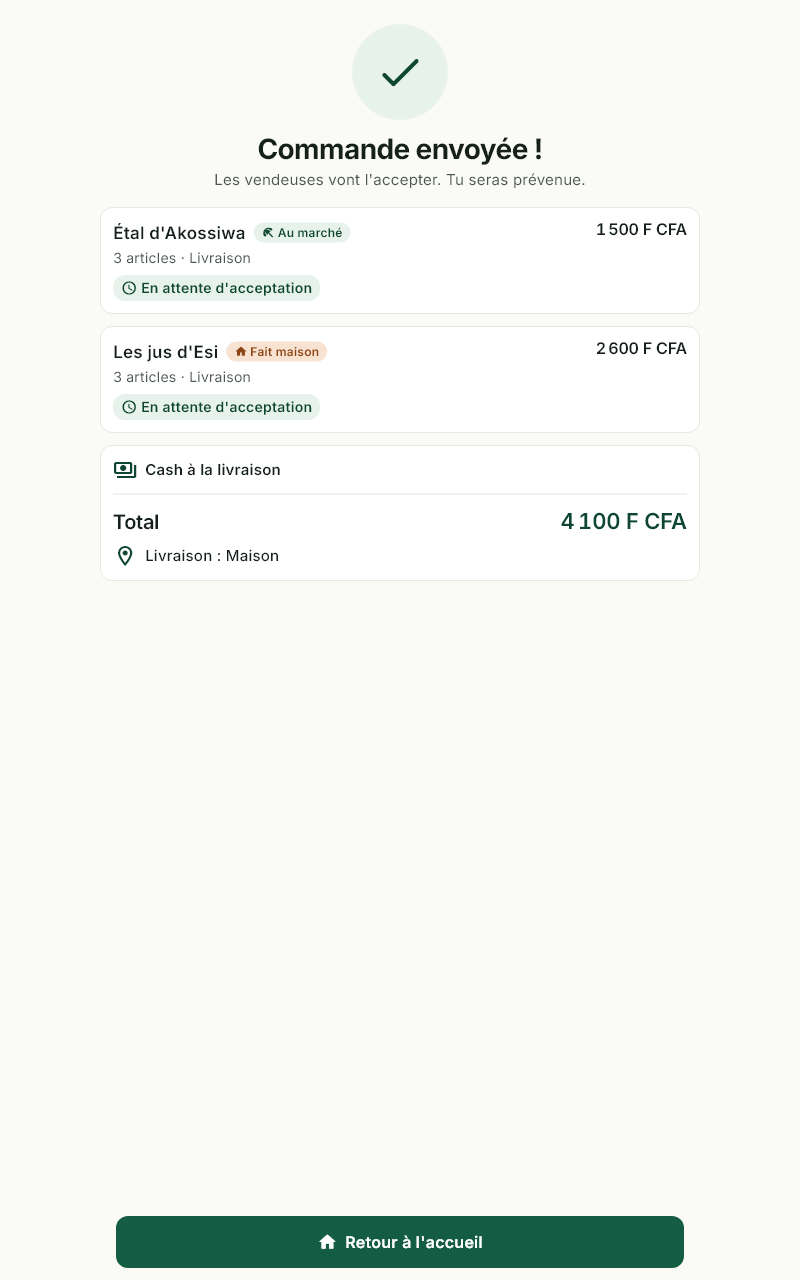 Commande envoyée !
Les vendeuses vont l'accepter. Tu seras prévenue.
Étal d'Akossiwa Au marché 1 500 F CFA
3 articles · Livraison
En attente d'acceptation
Les jus d'Esi Fait maison 2 600 F CFA
3 articles · Livraison
En attente d'acceptation
Cash à la livraison
Total 4 100 F CFA
Livraison : Maison
Retour à l'accueil